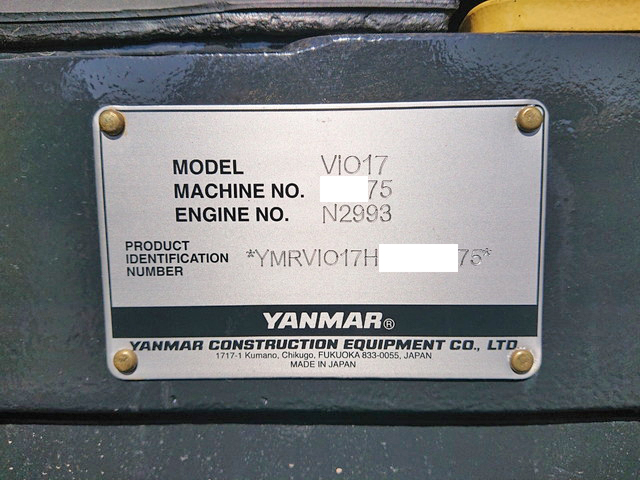 MODEL VIO17
MACHINE NO. 75
ENGINE NO. N2993
PRODUCT
IDENTIFICATION
NUMBER
*YMRVIO17H 75*
YANMAR®
YANMAR CONSTRUCTION EQUIPMENT CO., LTD.
1717-1 Kumano, Chikugo, FUKUOKA 833-0055, JAPAN
MADE IN JAPAN